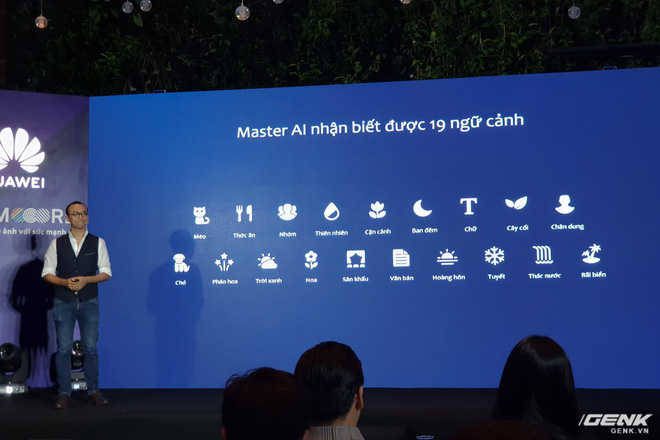 Master AI nhận biết được 19 ngữ cảnh
Mèo
Thức ăn
Nhóm
Thiên nhiên
Cận cảnh
Ban đêm
T
Chữ
Cây cối
Chân dung
Chó
Pháo hoa
Trời xanh
Hoa
Sân khấu
Văn bản
Hoàng hôn
Tuyết
Thác nước
Bãi biển
UAWEI
ảnh với sức mạnh
GENK
GENK.VN